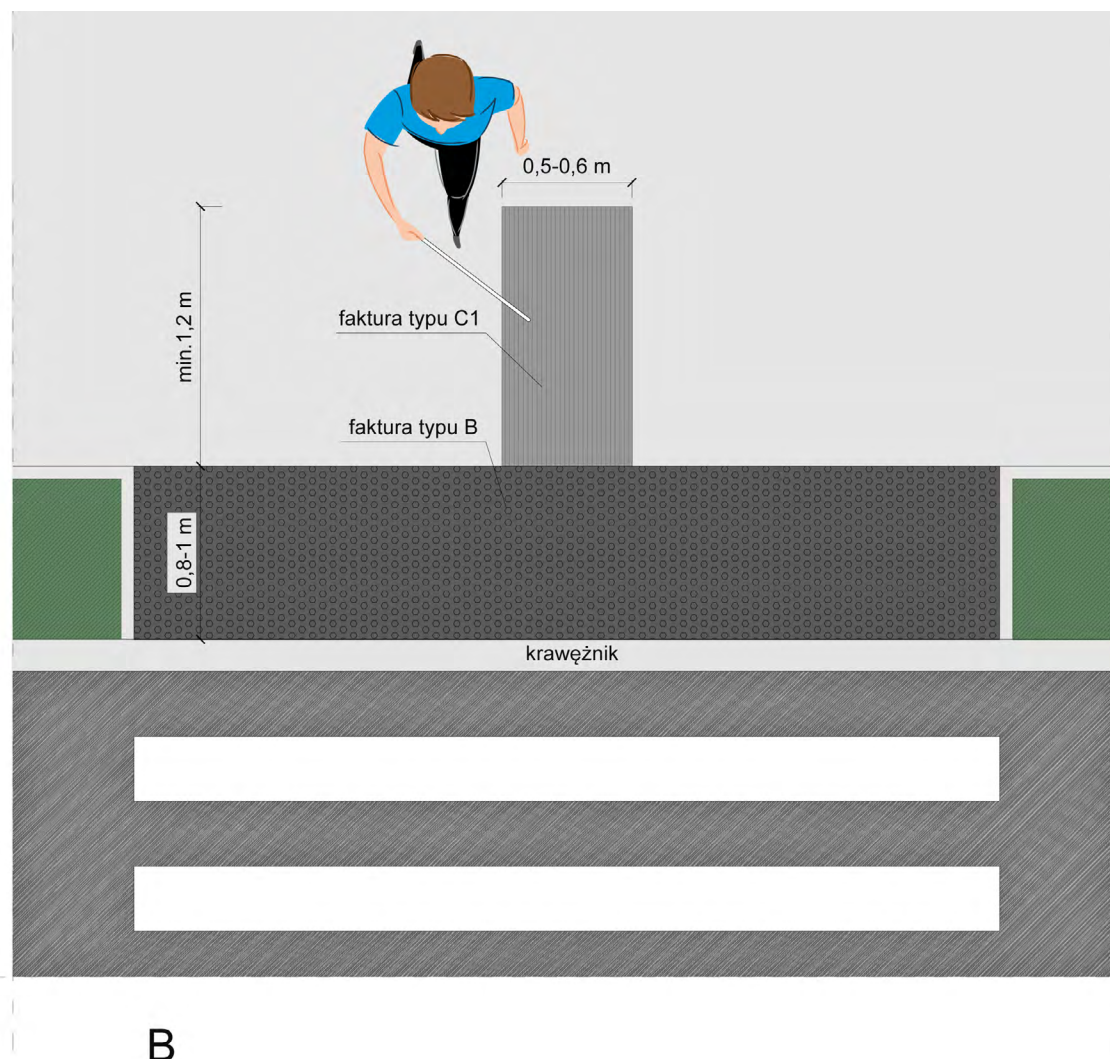 0,5-0,6 m
min.1,2 m
faktura typu C1
faktura typu B
0,8-1 m
krawężnik
B